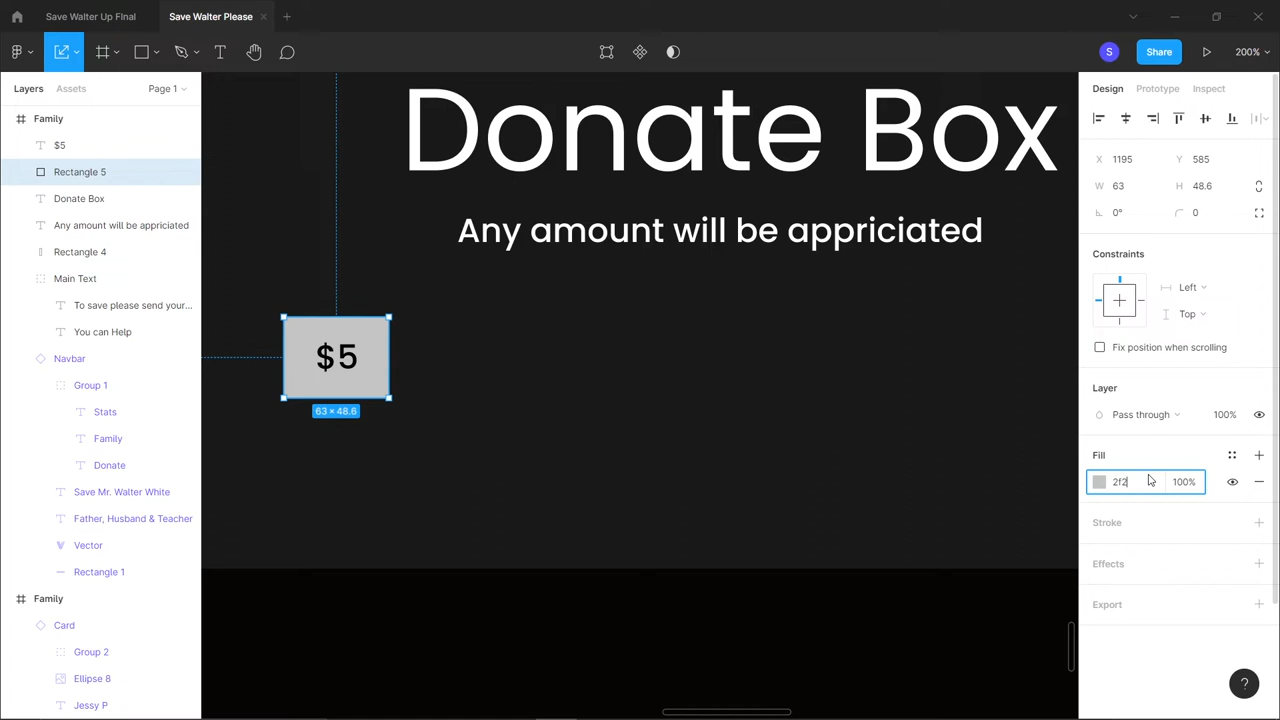 Save Walter Up FInal
Save Walter Please
S
Share
200%
Layers
Assets
Page 1
Family
$5
Rectangle 5
Donate Box
Any amount will be appriciated
Rectangle 4
Main Text
To save please send your...
You can Help
Navbar
Group 1
Stats
Family
Donate
Save Mr. Walter White
Father, Husband & Teacher
Vector
Rectangle 1
Family
Card
Group 2
Ellipse 8
Jessy P
Donate Box
Any amount will be appriciated
$5
63 × 48.6
Design
Prototype
Inspect
X 1195 Y 585
W 63 H 48.6
0° 0
Constraints
Left
Top
Fix position when scrolling
Layer
Pass through 100%
Fill
2f2 100%
Stroke
Effects
Export
?